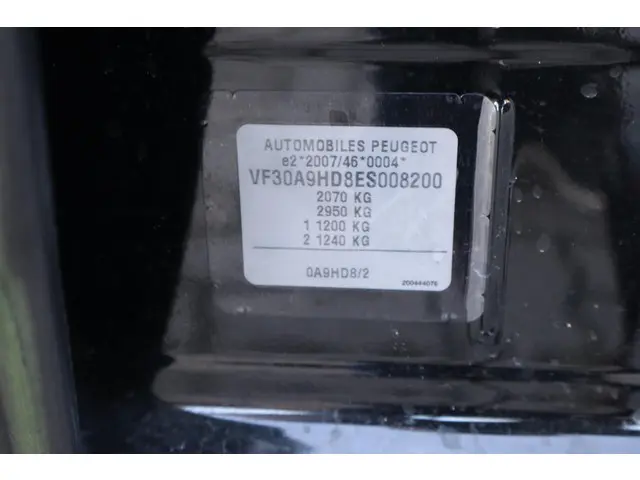 AUTOMOBILES PEUGEOT
e2*2007/46*0004*
VF30A9HD8ES008200
2070 KG
2950 KG
1 1200 KG
2 1240 KG
0A9HD8/2
200444076